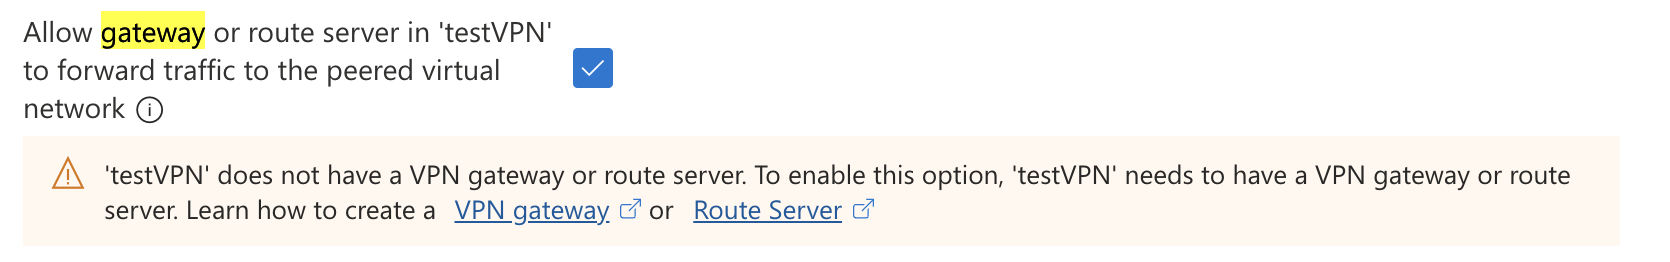 Allow gateway or route server in 'testVPN'
to forward traffic to the peered virtual
network
'testVPN' does not have a VPN gateway or route server. To enable this option, 'testVPN' needs to have a VPN gateway or route
server. Learn how to create a VPN gateway or Route Server